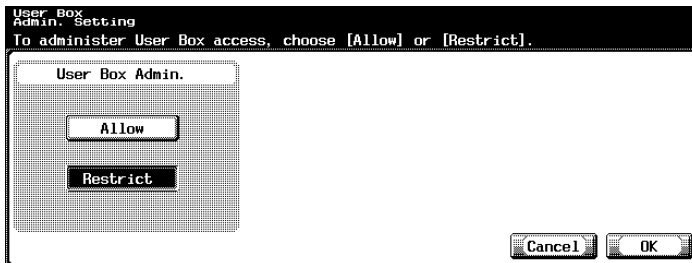 User Box
Admin. Setting
To administer User Box access, choose [Allow] or [Restrict].
User Box Admin.
Allow
Restrict
Cancel OK